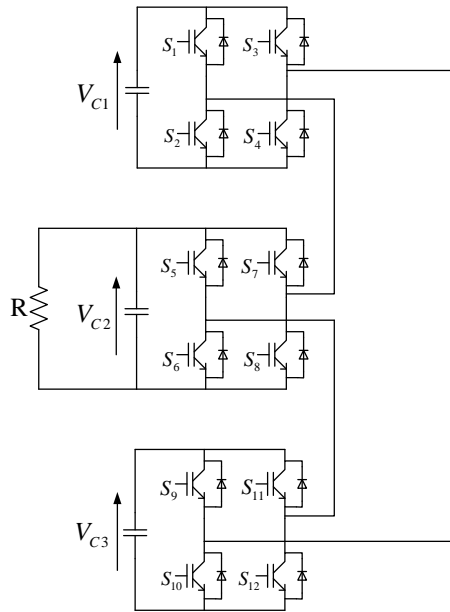 S1 S3
VC1
S2 S4
S5 S7
R VC2
S6 S8
S9 S11
VC3
S10 S12